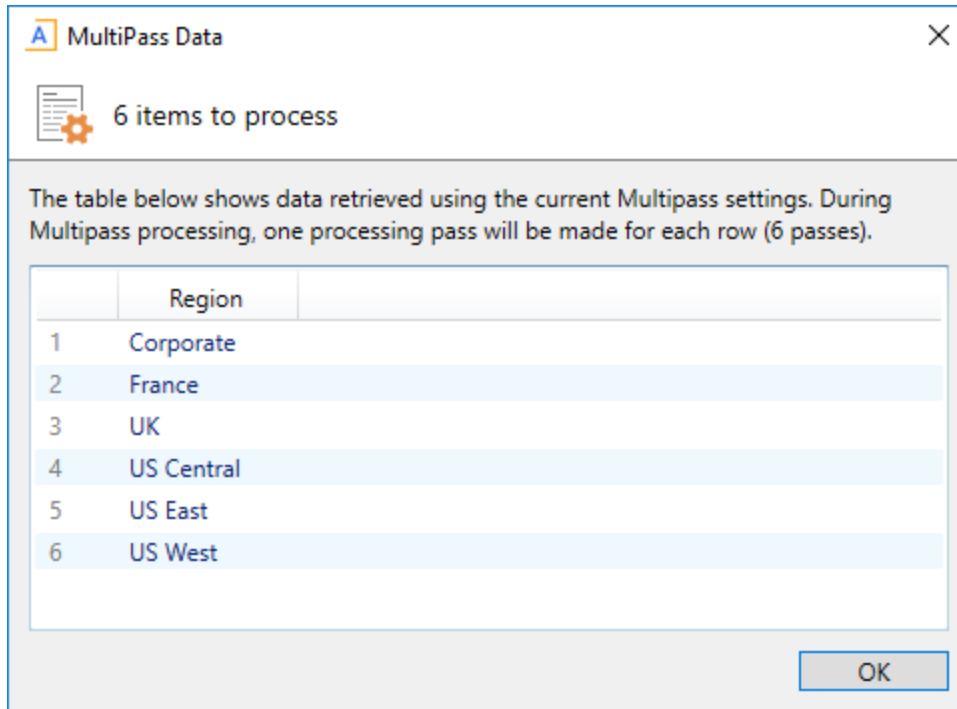 A MultiPass Data
6 items to process
The table below shows data retrieved using the current Multipass settings. During
Multipass processing, one processing pass will be made for each row (6 passes).
Region
1 Corporate
2 France
3 UK
4 US Central
5 US East
6 US West
OK